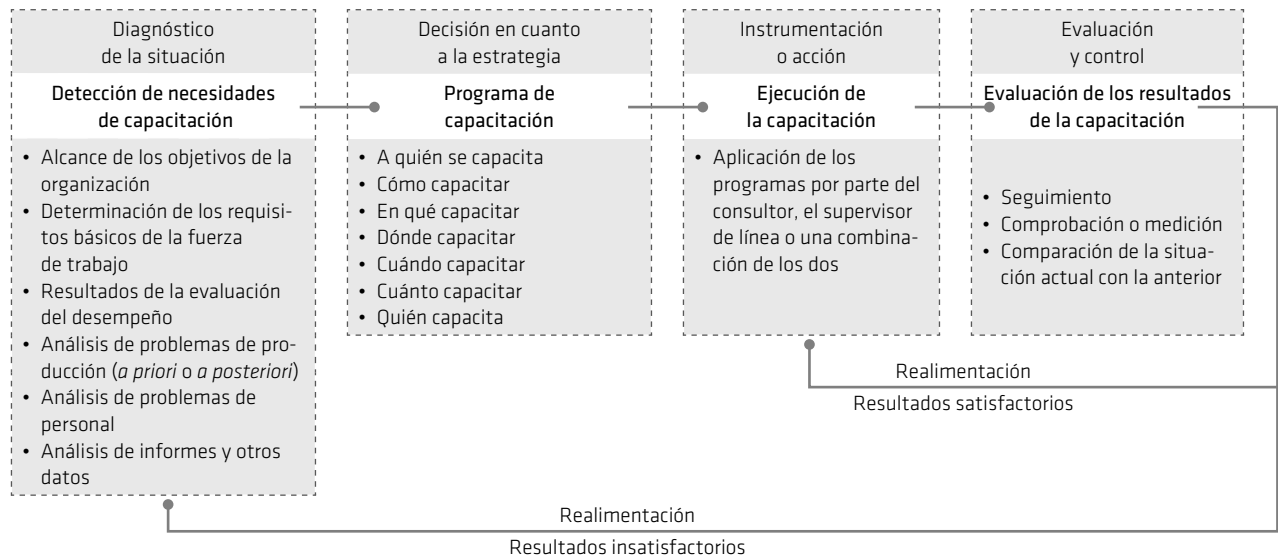 Diagnóstico
de la situación
Detección de necesidades
de capacitación
• Alcance de los objetivos de la
organización
• Determinación de los requisi-
tos básicos de la fuerza
de trabajo
• Resultados de la evaluación
del desempeño
• Análisis de problemas de pro-
ducción (a priori o a posteriori)
• Análisis de problemas de
personal
• Análisis de informes y otros
datos
Decisión en cuanto
a la estrategia
Programa de
capacitación
• A quién se capacita
• Cómo capacitar
• En qué capacitar
• Dónde capacitar
• Cuándo capacitar
• Cuánto capacitar
• Quién capacita
Instrumentación
o acción
Ejecución de
la capacitación
• Aplicación de los
programas por parte del
consultor, el supervisor
de línea o una combina-
ción de los dos
Evaluación
y control
Evaluación de los resultados
de la capacitación
• Seguimiento
• Comprobación o medición
• Comparación de la situa-
ción actual con la anterior
Realimentación
Resultados satisfactorios
Realimentación
Resultados insatisfactorios